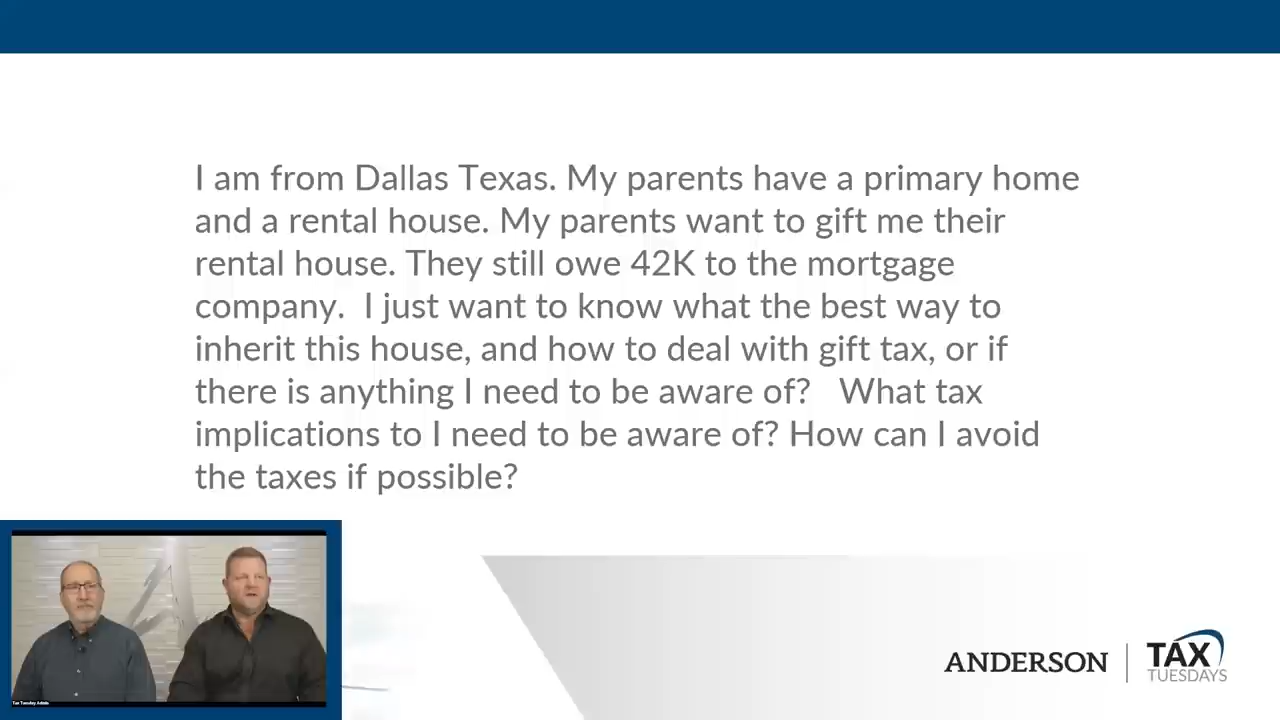 I am from Dallas Texas. My parents have a primary home
and a rental house. My parents want to gift me their
rental house. They still owe 42K to the mortgage
company.  I just want to know what the best way to
inherit this house, and how to deal with gift tax, or if
there is anything I need to be aware of?   What tax
implications to I need to be aware of? How can I avoid
the taxes if possible?
Tax Tuesday Admin
ANDERSON
TAX
TUESDAYS